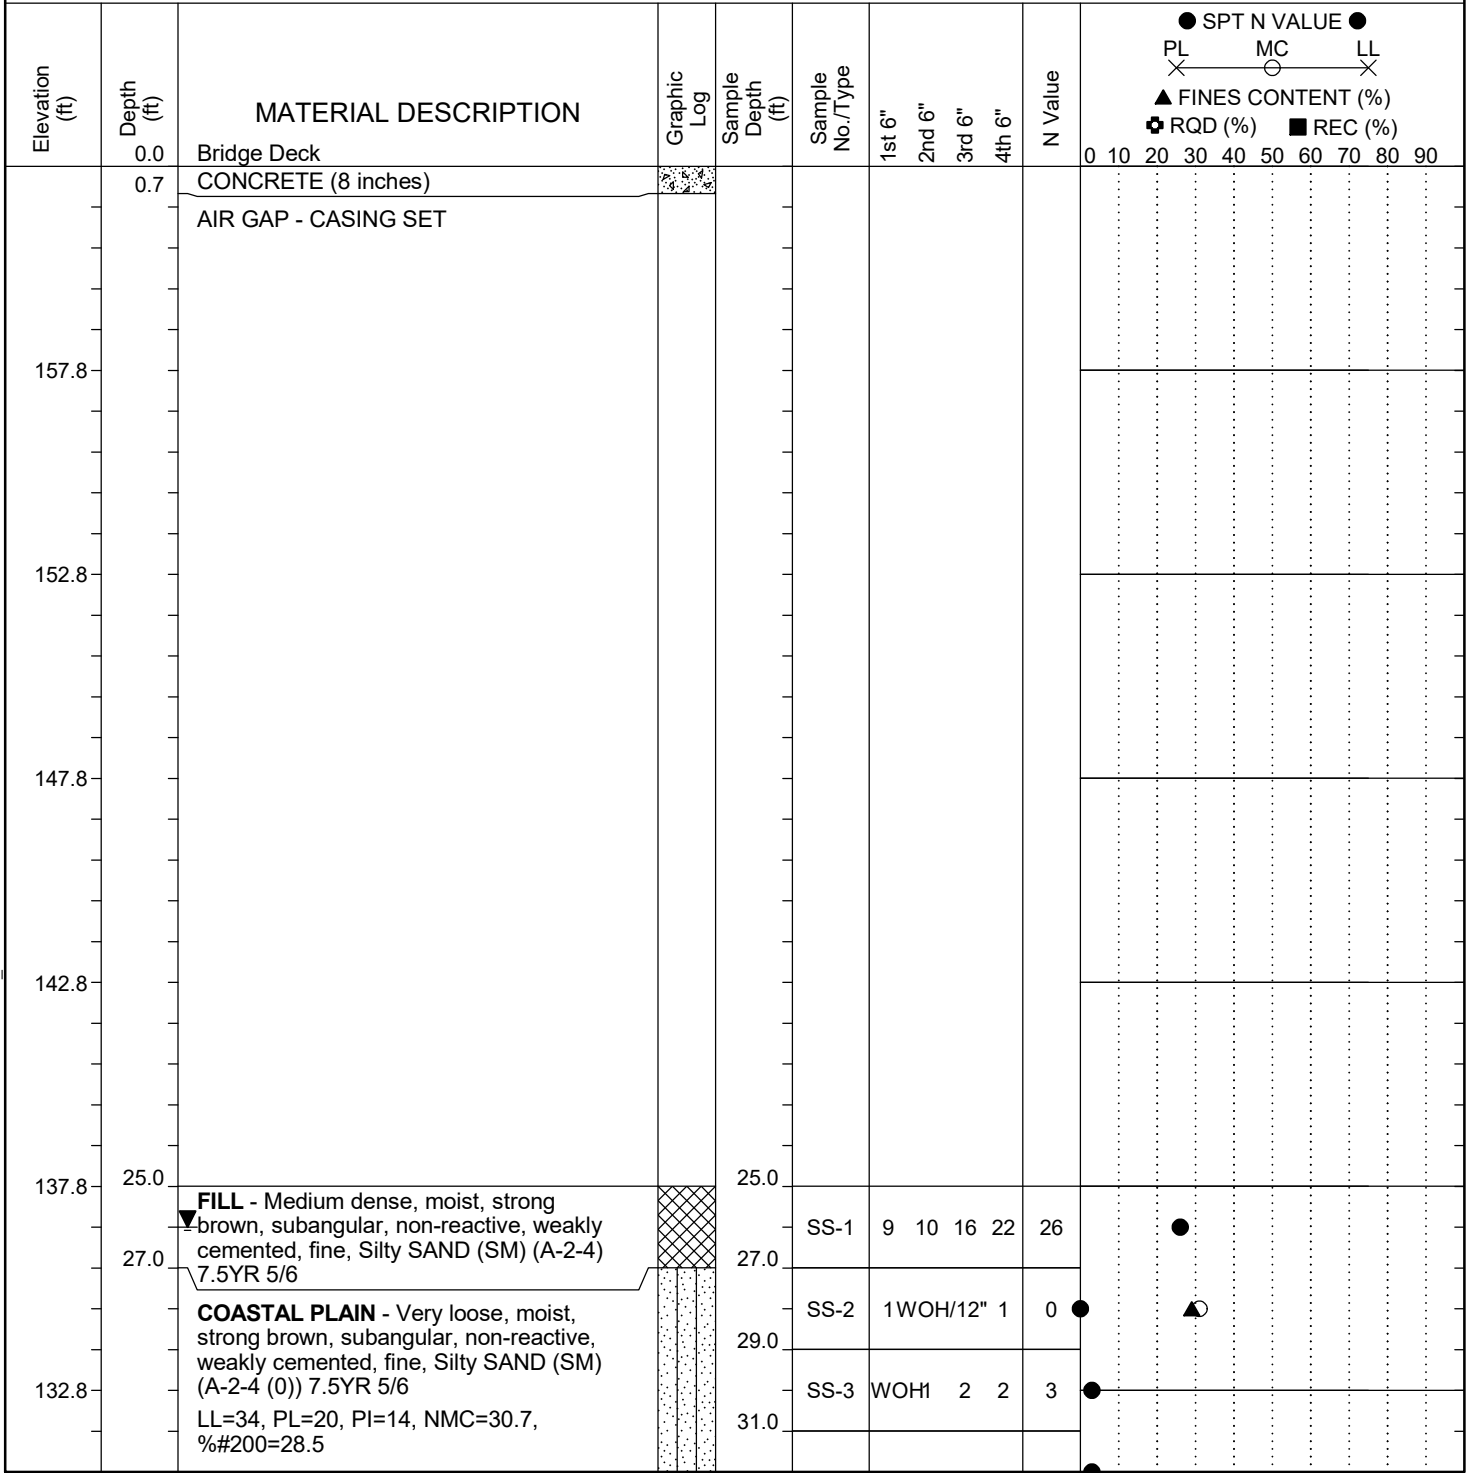 ● SPT N VALUE ●
PL MC LL
▲ FINES CONTENT (%)
RQD (%) ■ REC (%)
0 10 20 30 40 50 60 70 80 90
Elevation
(ft)
Depth
(ft)
MATERIAL DESCRIPTION
Graphic
Log
Sample
Depth
(ft)
Sample
No./Type
1st 6"
2nd 6"
3rd 6"
4th 6"
N Value
0.0 Bridge Deck
0.7 CONCRETE (8 inches)
AIR GAP - CASING SET
157.8
152.8
147.8
142.8
137.8 25.0 25.0
FILL - Medium dense, moist, strong
brown, subangular, non-reactive, weakly
cemented, fine, Silty SAND (SM) (A-2-4)
7.5YR 5/6
SS-1 9 10 16 22 26
27.0 27.0
COASTAL PLAIN - Very loose, moist,
strong brown, subangular, non-reactive,
weakly cemented, fine, Silty SAND (SM)
(A-2-4 (0)) 7.5YR 5/6
LL=34, PL=20, PI=14, NMC=30.7,
%#200=28.5
SS-2 1 WOH/12" 1 0
29.0
132.8
SS-3 WOH 1 2 2 3
31.0